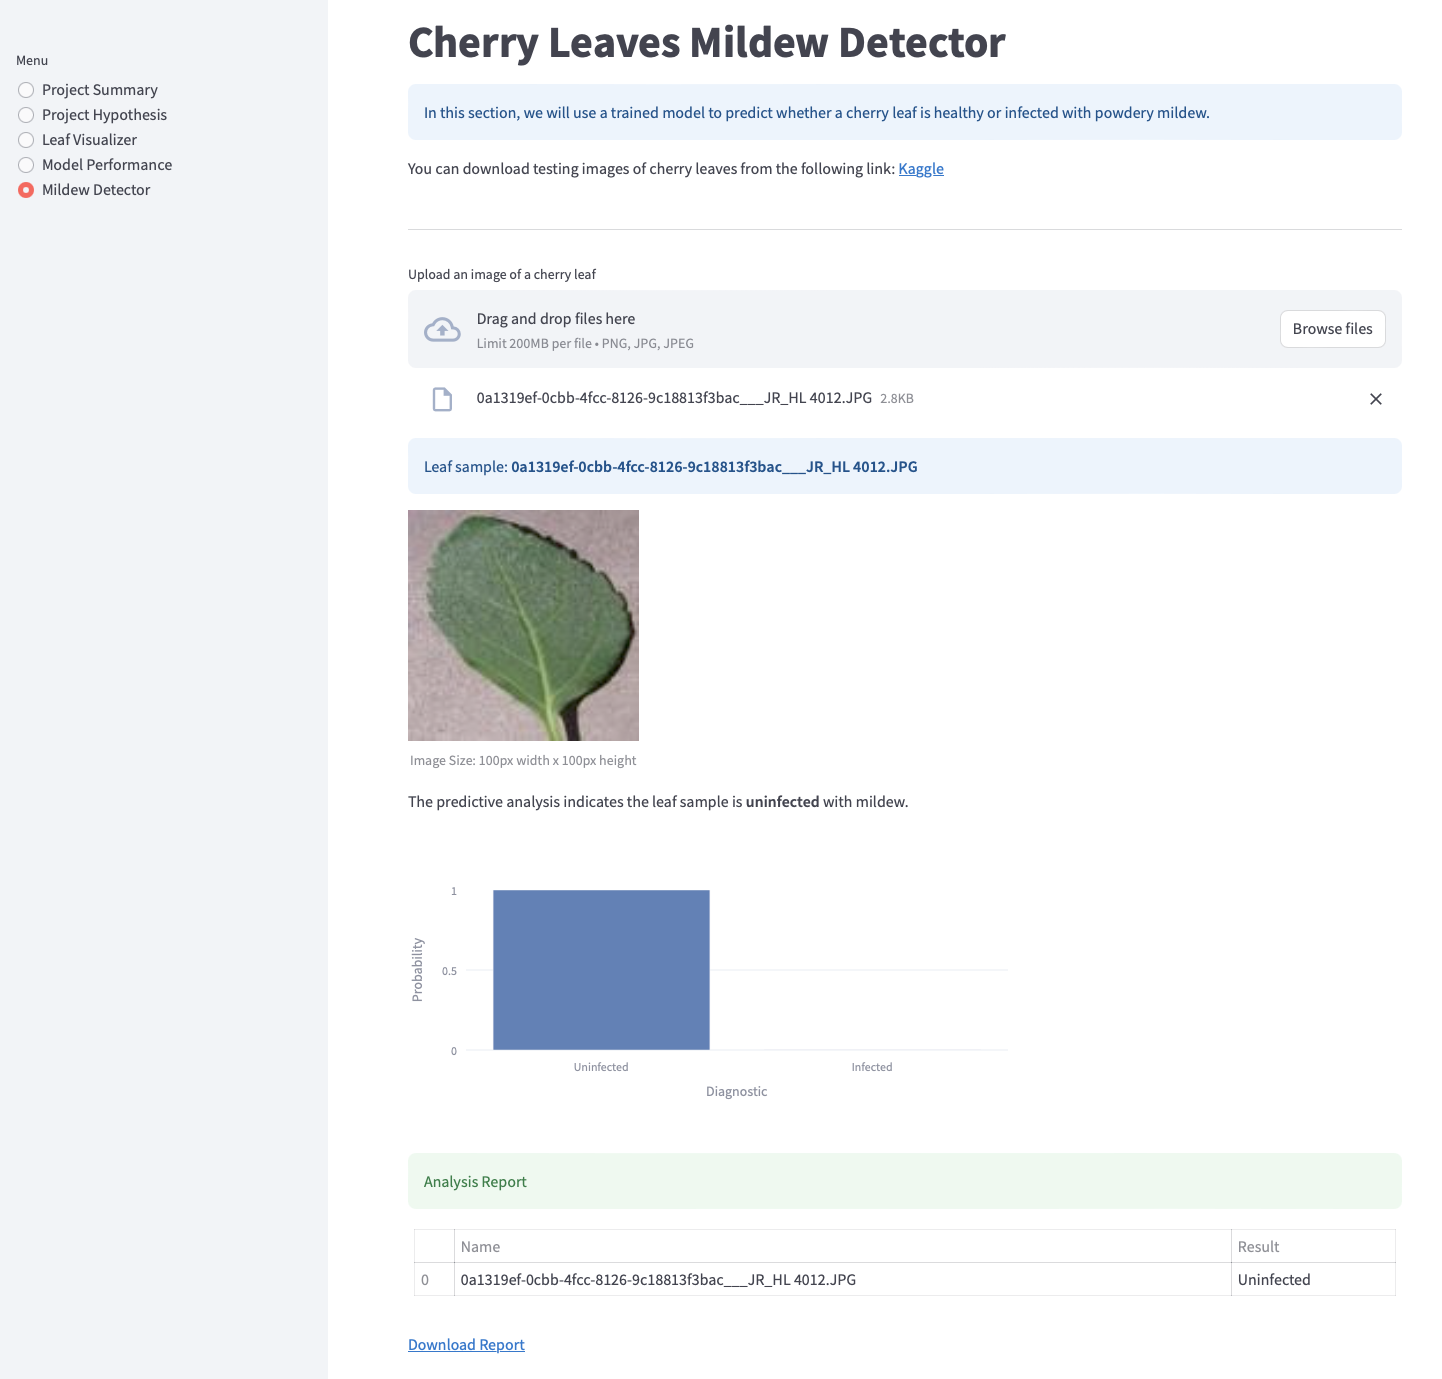 Menu
Project Summary
Project Hypothesis
Leaf Visualizer
Model Performance
Mildew Detector
Cherry Leaves Mildew Detector
In this section, we will use a trained model to predict whether a cherry leaf is healthy or infected with powdery mildew.
You can download testing images of cherry leaves from the following link: Kaggle
Upload an image of a cherry leaf
Drag and drop files here
Limit 200MB per file • PNG, JPG, JPEG
Browse files
0a1319ef-0cbb-4fcc-8126-9c18813f3bac___JR_HL 4012.JPG 2.8KB
Leaf sample: 0a1319ef-0cbb-4fcc-8126-9c18813f3bac___JR_HL 4012.JPG
Image Size: 100px width x 100px height
The predictive analysis indicates the leaf sample is uninfected with mildew.
1
0.5
0
Probability
Uninfected Infected
Diagnostic
Analysis Report
Name Result
0 0a1319ef-0cbb-4fcc-8126-9c18813f3bac___JR_HL 4012.JPG Uninfected
Download Report